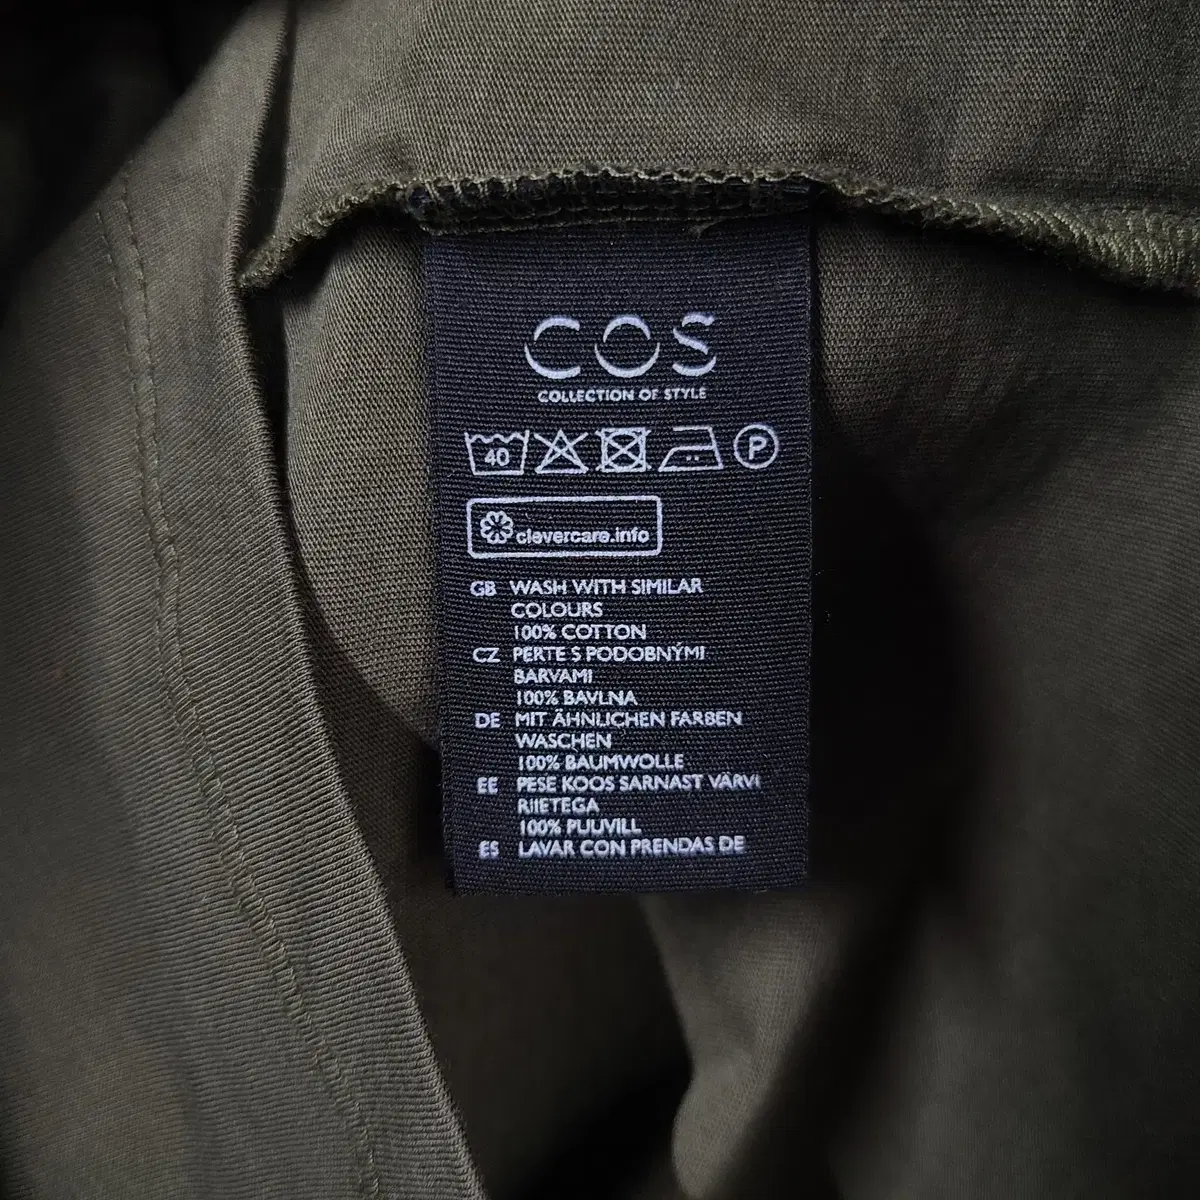 COS
COLLECTION OF STYLE
40 P
clevercare.info
GB WASH WITH SIMILAR
COLOURS
100% COTTON
CZ PERTE S PODOBNÝMI
BARVAMI
100% BAVLNA
DE MIT ÄHNLICHEN FARBEN
WASCHEN
100% BAUMWOLLE
EE PESE KOOS SARNAST VÄRVI
RIIETEGA
100% PUUVILL
ES LAVAR CON PRENDAS DE